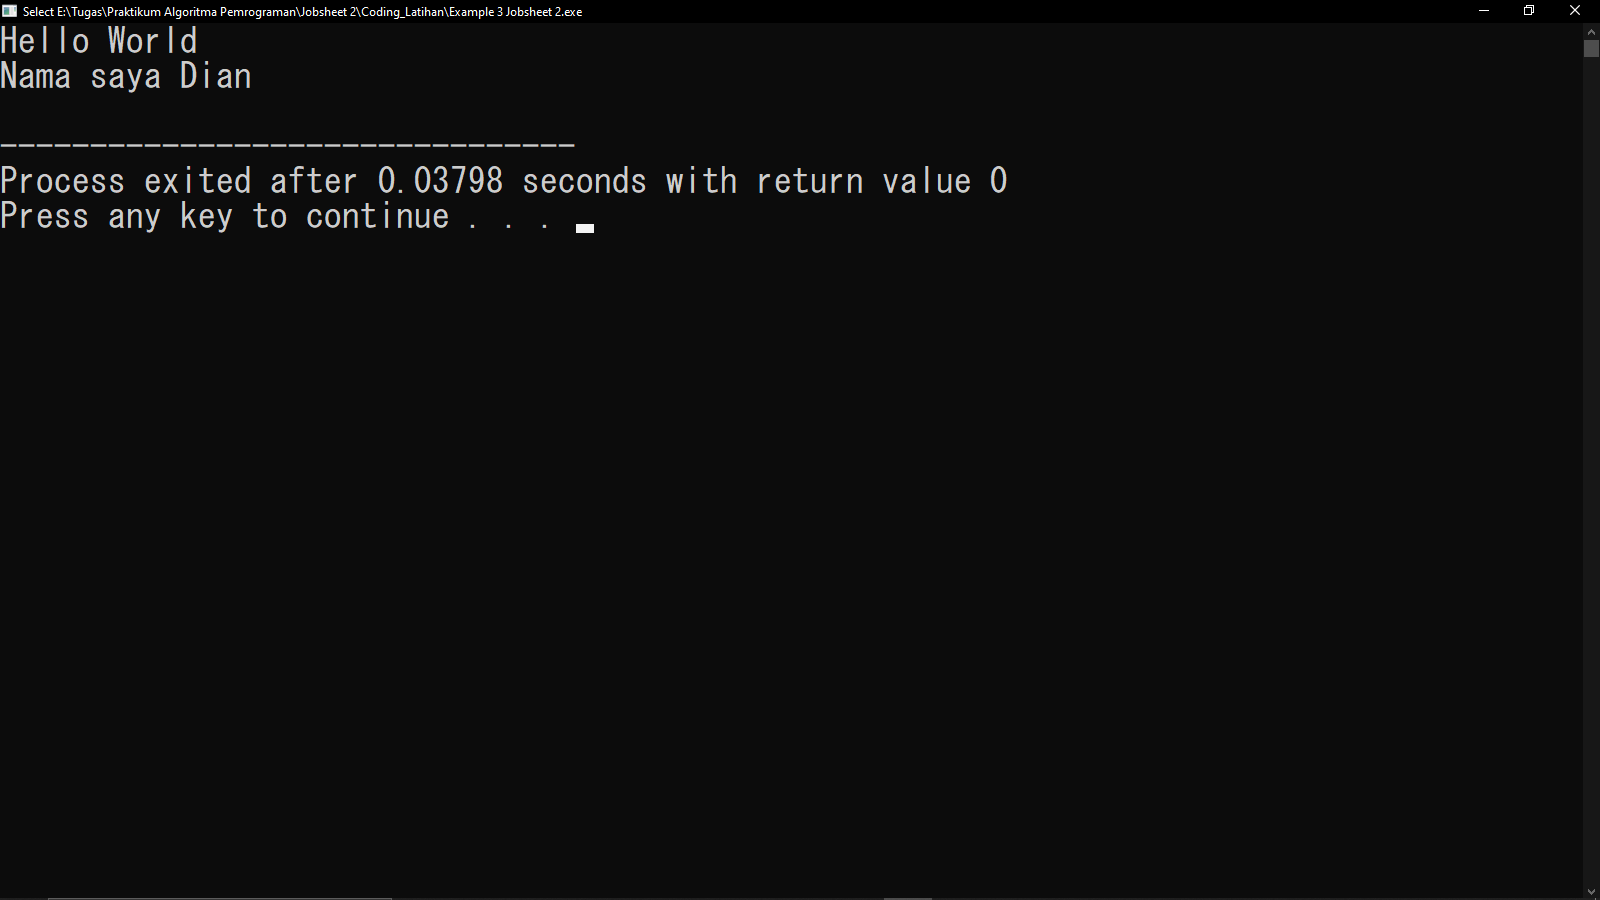 Select E:\Tugas\Praktikum Algoritma Pemrograman\Jobsheet 2\Coding_Latihan\Example 3 Jobsheet 2.exe
Hello World
Nama saya Dian
--------------------------------
Process exited after 0.03798 seconds with return value 0
Press any key to continue . . .